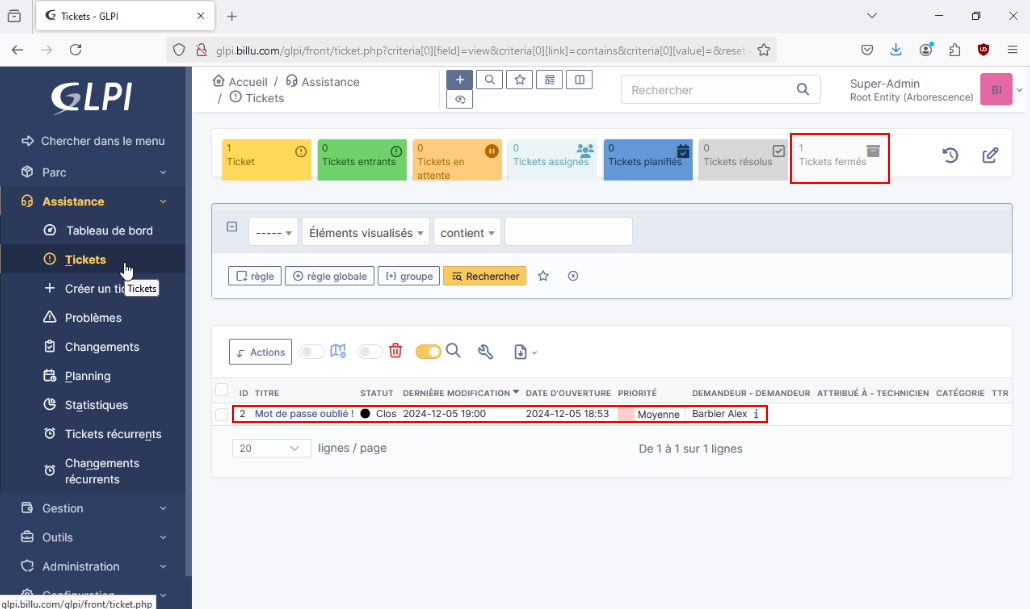 Tickets - GLPI
glpi.billu.com/glpi/front/ticket.php?criteria[0][field]=view&criteria[0][link]=contains&criteria[0][value]=&reset
GLPI
Chercher dans le menu
Parc
Assistance
Tableau de bord
Tickets
Créer un tic
Tickets
Problèmes
Changements
Planning
Statistiques
Tickets récurrents
Changements
récurrents
Gestion
Outils
Administration
Configuration
glpi.billu.com/glpi/front/ticket.php
Accueil / Assistance
/ Tickets
Rechercher
Super-Admin
Root Entity (Arborescence)
BI
1
Ticket
0
Tickets entrants
0
Tickets en
attente
0
Tickets assignés
0
Tickets planifiés
0
Tickets résolus
1
Tickets fermés
----- Éléments visualisés contient
règle règle globale (+) groupe Rechercher
Actions
ID TITRE STATUT DERNIÈRE MODIFICATION DATE D'OUVERTURE PRIORITÉ DEMANDEUR - DEMANDEUR ATTRIBUÉ À - TECHNICIEN CATÉGORIE TTR
2 Mot de passe oublié ! Clos 2024-12-05 19:00 2024-12-05 18:53 Moyenne Barbier Alex i
20 lignes / page De 1 à 1 sur 1 lignes